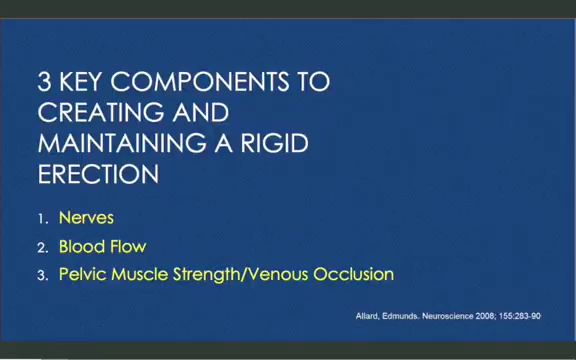 3 KEY COMPONENTS TO
CREATING AND
MAINTAINING A RIGID
ERECTION
1. Nerves
2. Blood Flow
3. Pelvic Muscle Strength/Venous Occlusion
Allard, Edmunds. Neuroscience 2008; 155:283-90